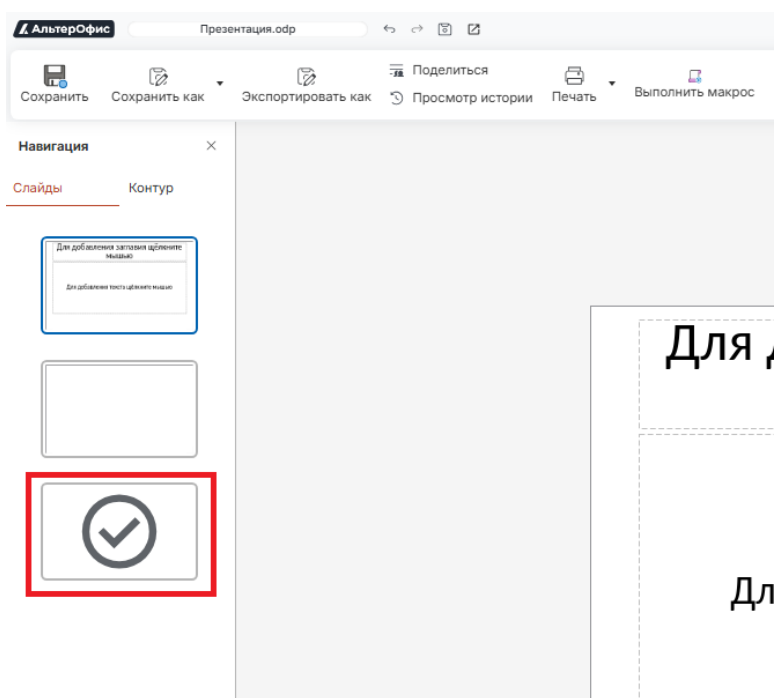 АльтерОфис
Презентация.odp
Сохранить
Сохранить как
Экспортировать как
Поделиться
Просмотр истории
Печать
Выполнить макрос
Навигация
Слайды
Контур
Для добавления заглавия щёлкните
мышью
Для добавления текста щёлкните мышью
Для
Дл